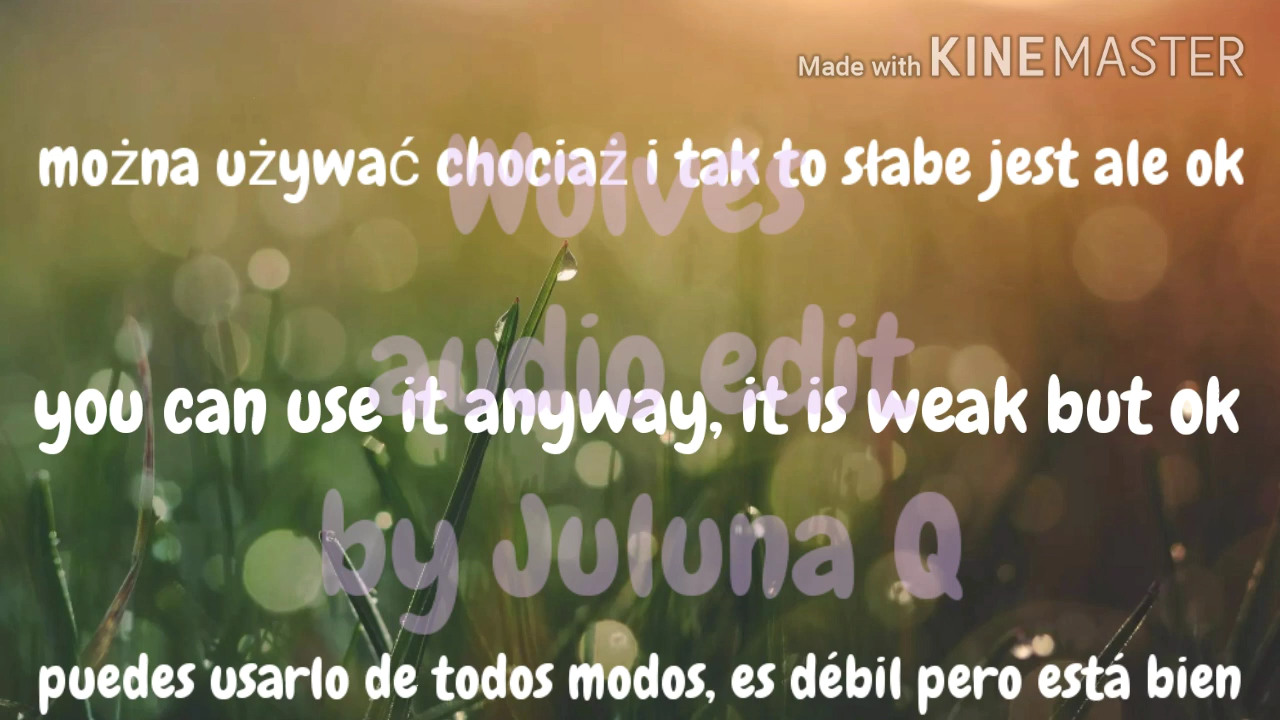 Made with KINEMASTER
można używać chociaż i tak to słabe jest ale ok
Wolves
audio edit
you can use it anyway, it is weak but ok
by Juluna Q
puedes usarlo de todos modos, es débil pero está bien